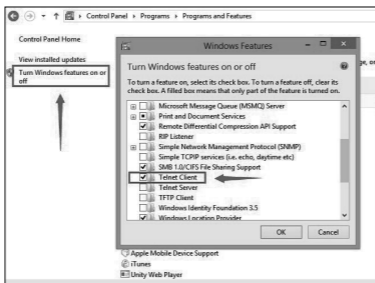 Control Panel ▸ Programs ▸ Programs and Features
Control Panel Home
View installed updates
Turn Windows features on or
off
Windows Features
Turn Windows features on or off
To turn a feature on, select its check box. To turn a feature off, clear its
check box. A filled box means that only part of the feature is turned on.
Microsoft Message Queue (MSMQ) Server
Print and Document Services
Remote Differential Compression API Support
RIP Listener
Simple Network Management Protocol (SNMP)
Simple TCPIP services (i.e. echo, daytime etc)
SMB 1.0/CIFS File Sharing Support
Telnet Client
Telnet Server
TFTP Client
Windows Identity Foundation 3.5
Windows Location Provider
OK Cancel
Apple Mobile Device Support
iTunes
Unity Web Player